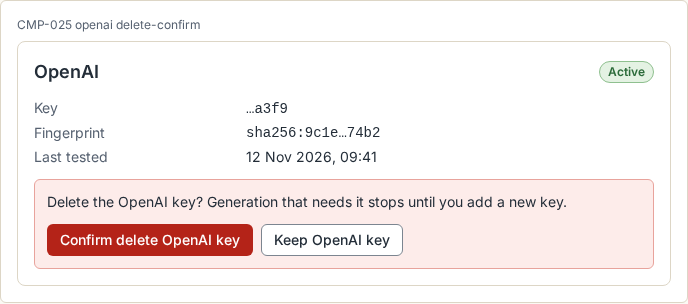 CMP-025 openai delete-confirm
OpenAI
Active
Key
…a3f9
Fingerprint
sha256:9c1e…74b2
Last tested
12 Nov 2026, 09:41
Delete the OpenAI key? Generation that needs it stops until you add a new key.
Confirm delete OpenAI key
Keep OpenAI key